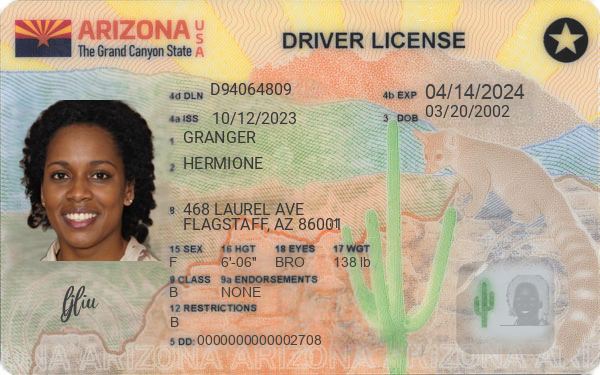 ARIZONA USA
The Grand Canyon State
DRIVER LICENSE
4d DLN D94064809
4b EXP 04/14/2024
4a ISS 10/12/2023
3 DOB 03/20/2002
1 GRANGER
2 HERMIONE
8 468 LAUREL AVE
FLAGSTAFF, AZ 86001
15 SEX 16 HGT 18 EYES 17 WGT
F 6'-06" BRO 138 lb
9 CLASS 9a ENDORSEMENTS
B NONE
12 RESTRICTIONS
B
5 DD: 0000000000002708
ARIZONA ARIZONA ARIZONA ARIZONA